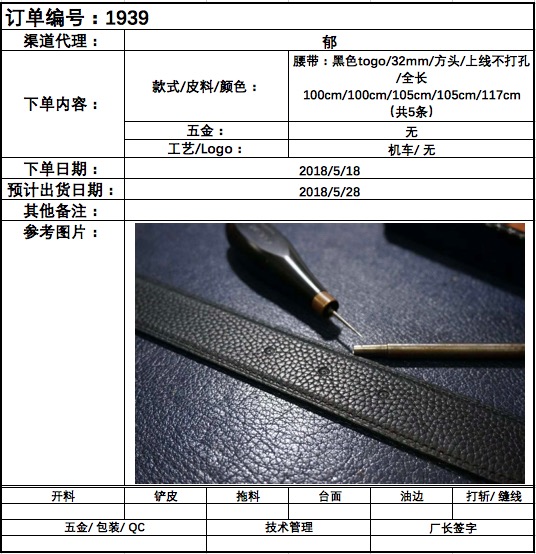 订单编号：1939
渠道代理：
郁
下单内容：
款式/皮料/颜色：
腰带：黑色togo/32mm/方头/上线不打孔
/全长
100cm/100cm/105cm/105cm/117cm
（共5条）
五金：
无
工艺/Logo：
机车/ 无
下单日期：
2018/5/18
预计出货日期：
2018/5/28
其他备注：
参考图片：
开料
铲皮
拖料
台面
油边
打斩/ 缝线
五金/ 包装/ QC
技术管理
厂长签字